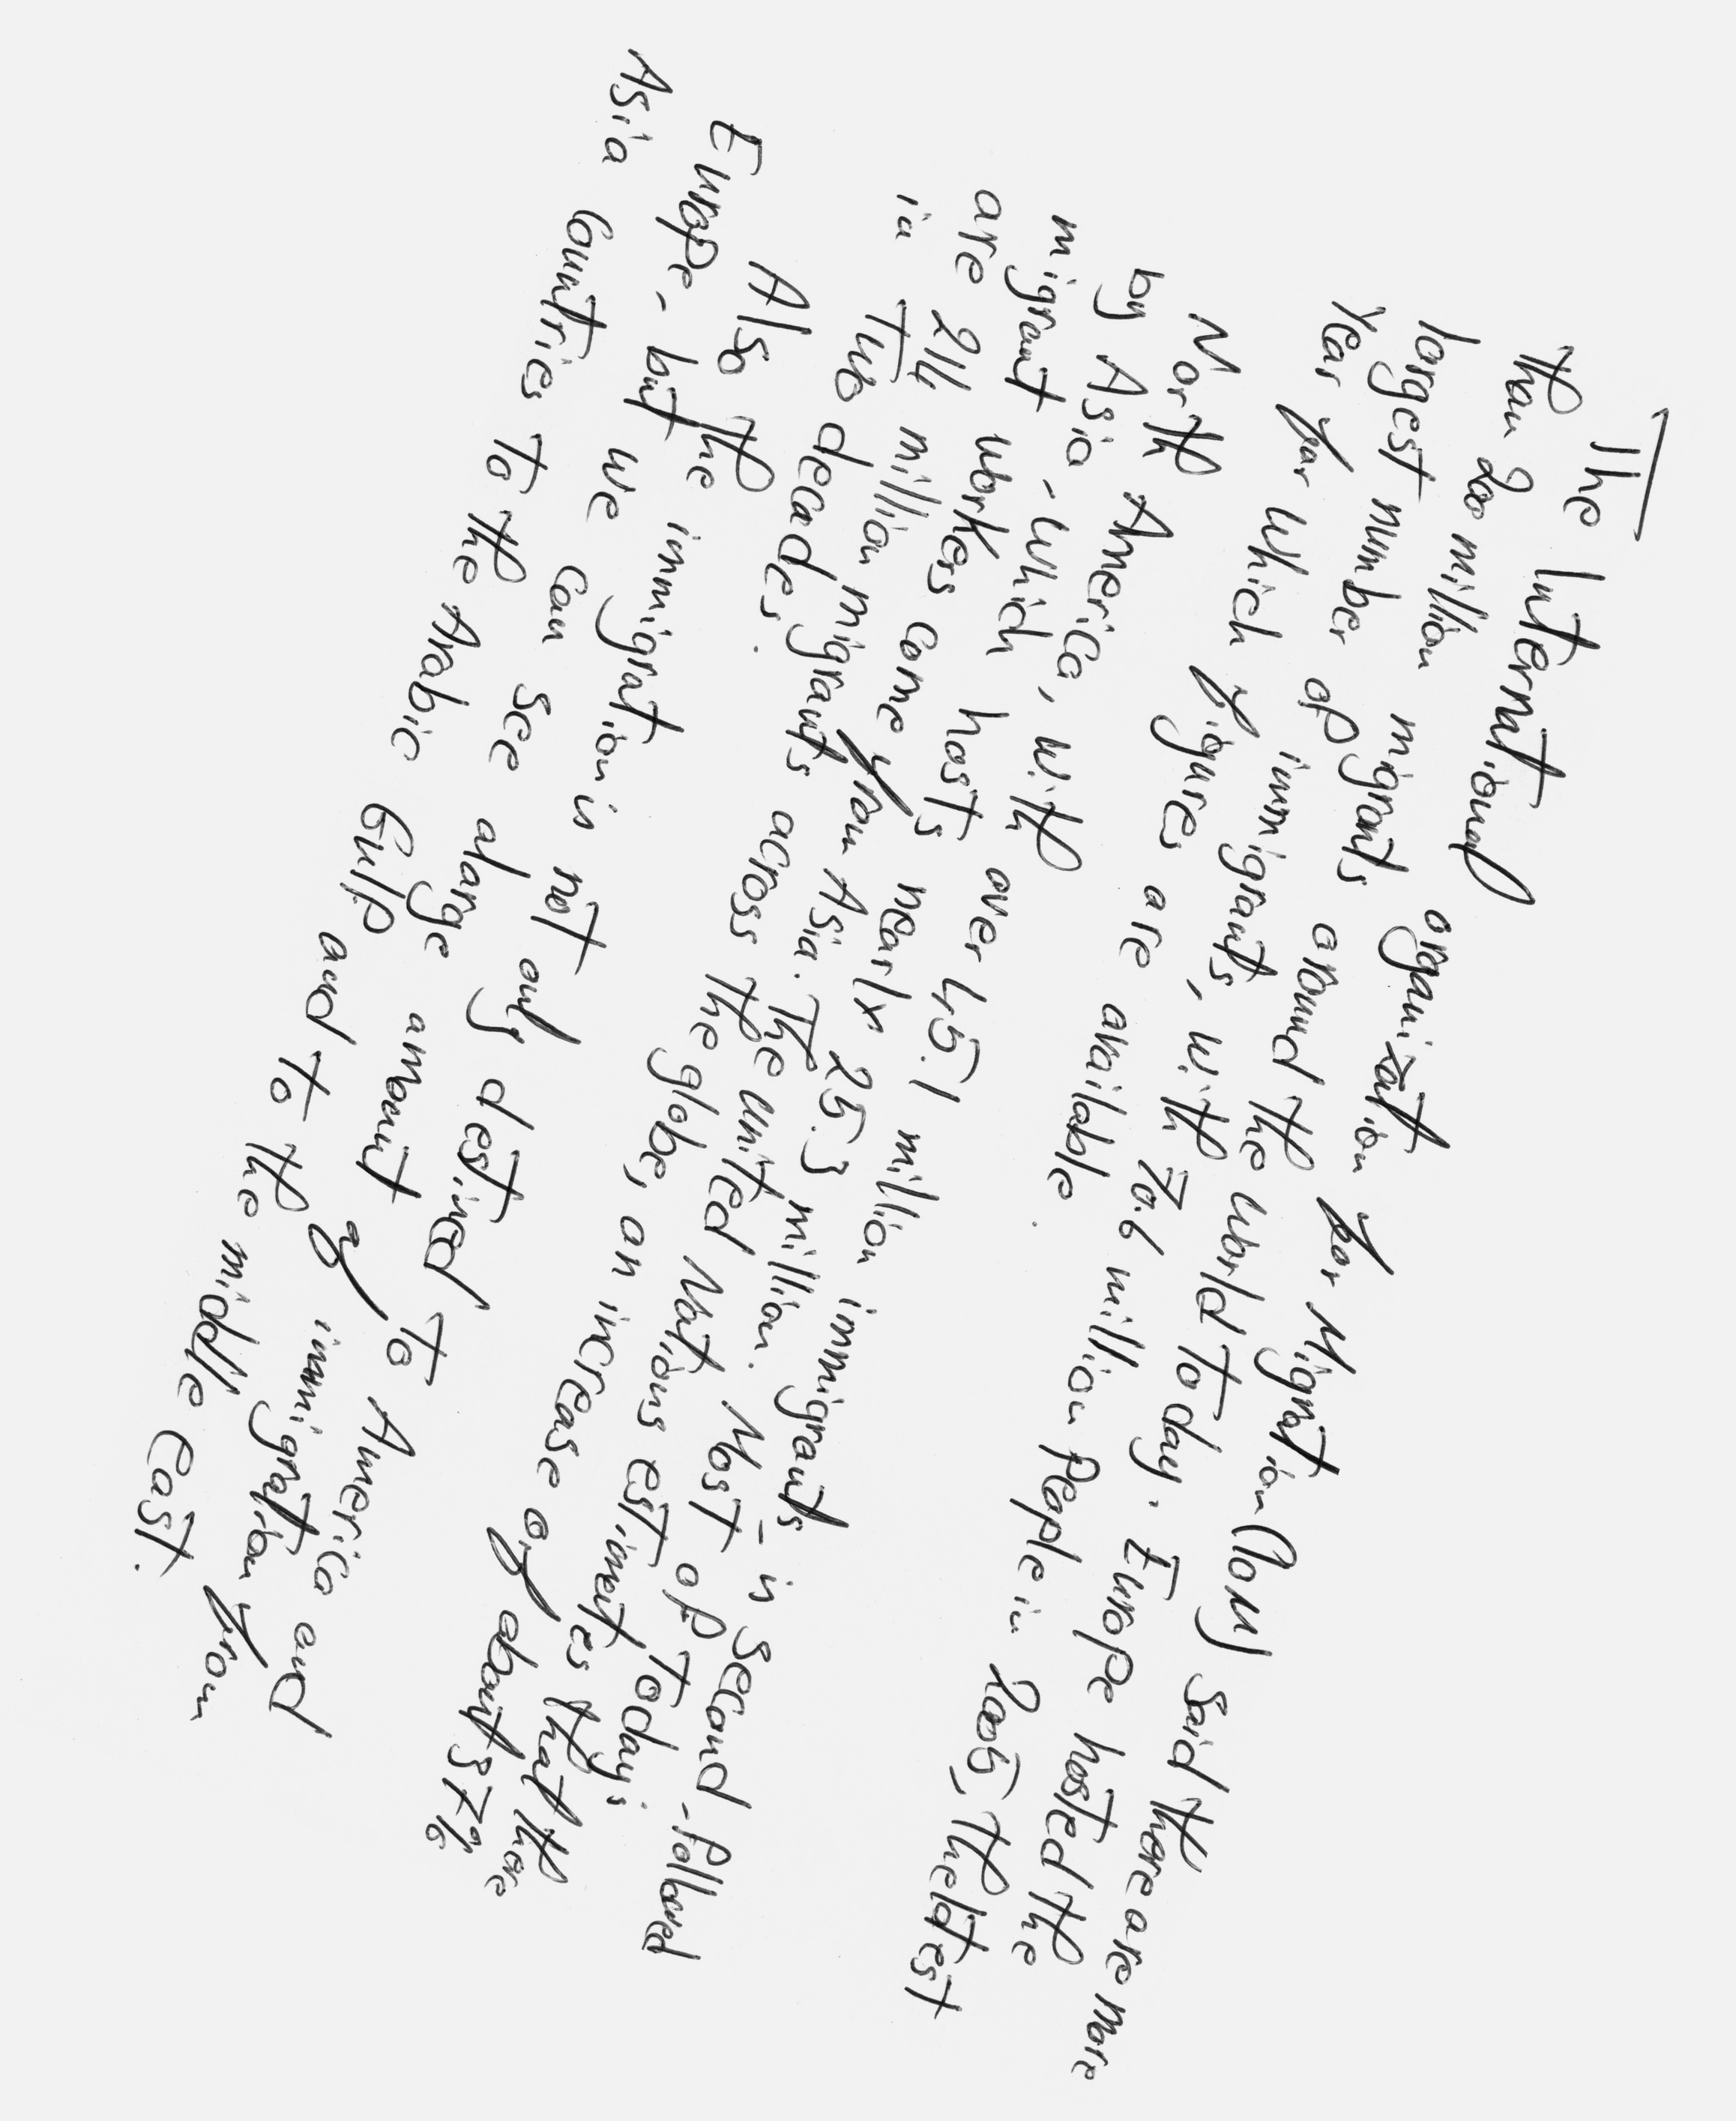 The International organization for Migration (IOM) said there are more
than 200 million migrants around the world today. Europe hosted the
largest number of immigrants, with 70.6 million people in 2005, the latest
year for which figures are available.
North America, with over 45.1 million immigrants - is second - followed
by Asia - which hosts nearly 25.3 million. Most of today's
migrant workers come from Asia. The united Nations estimates that there
are 214 million migrants across the globe, an increase of about 37%
in two decades.
Also the immigration is not only destined to America and
Europe - but we can see a large amount of immigration from
Asia countries to the Arabic Gulf and to the middle East.